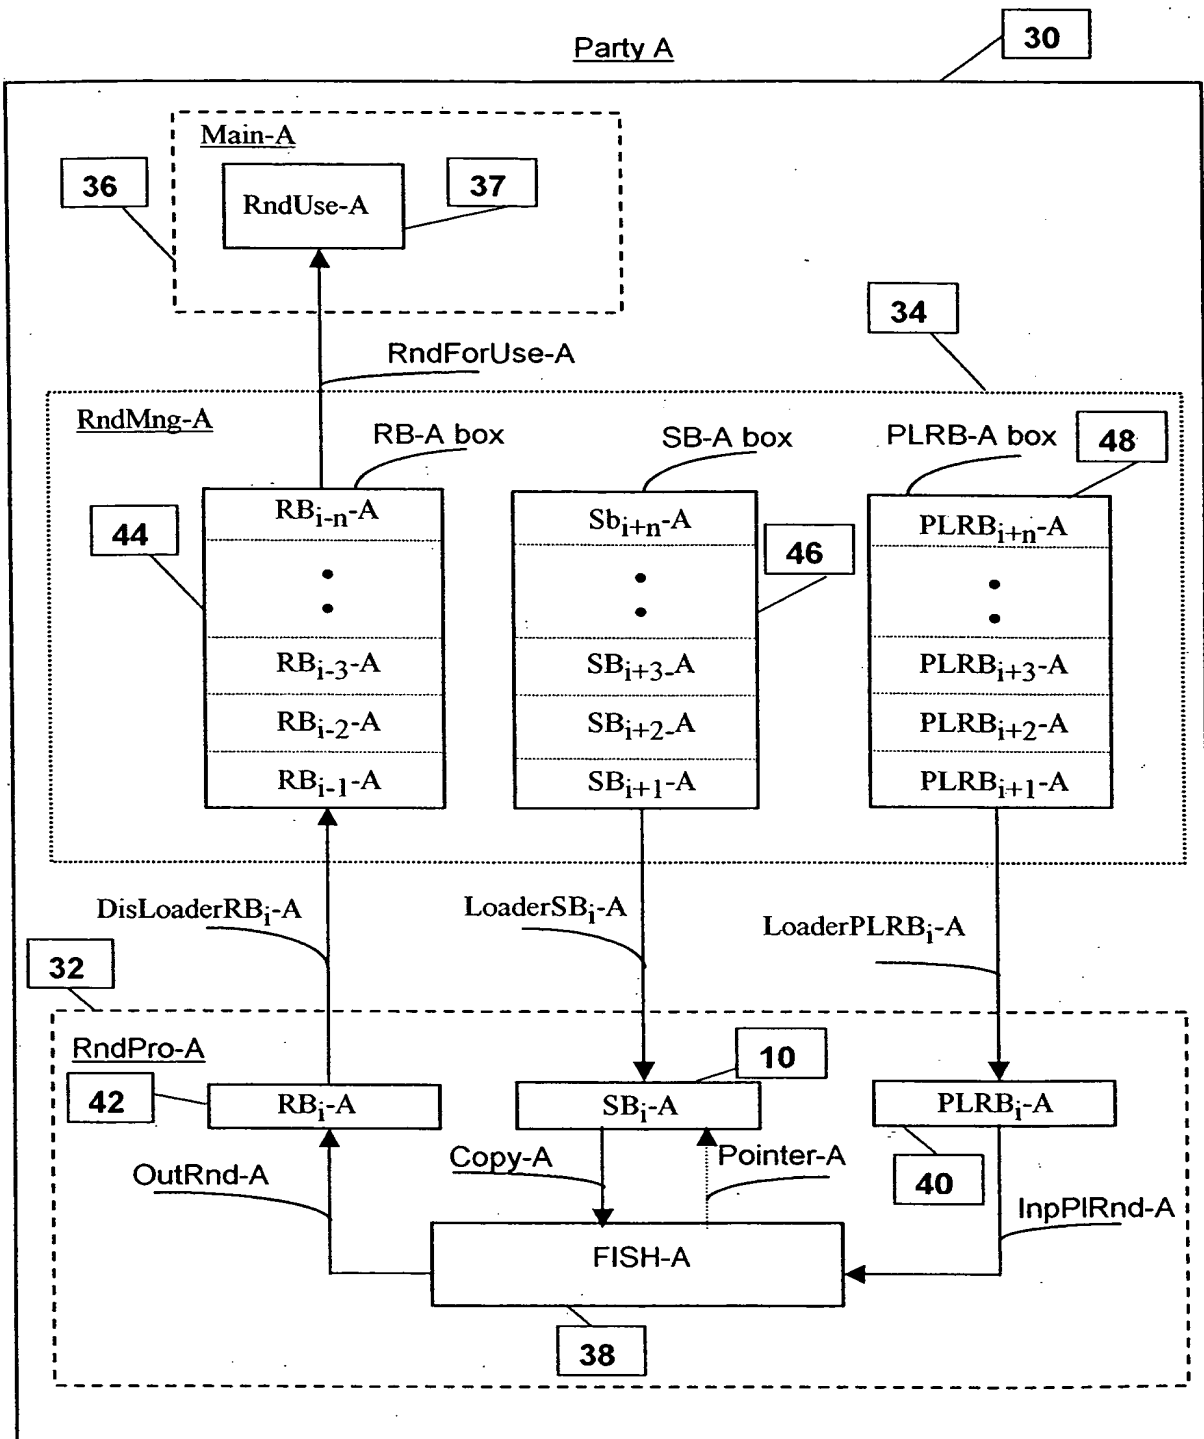 30
Party A
Main-A
36
RndUse-A
37
34
RndForUse-A
RndMng-A
RB-A box
SB-A box
PLRB-A box
48
44
RBi-n-A
Sbi+n-A
PLRBi+n-A
46
RBi-3-A
SBi+3-A
PLRBi+3-A
RBi-2-A
SBi+2-A
PLRBi+2-A
RBi-1-A
SBi+1-A
PLRBi+1-A
DisLoaderRBi-A
LoaderSBi-A
LoaderPLRBi-A
32
RndPro-A
10
42
RBi-A
SBi-A
PLRBi-A
OutRnd-A
Copy-A
Pointer-A
40
InpPlRnd-A
FISH-A
38